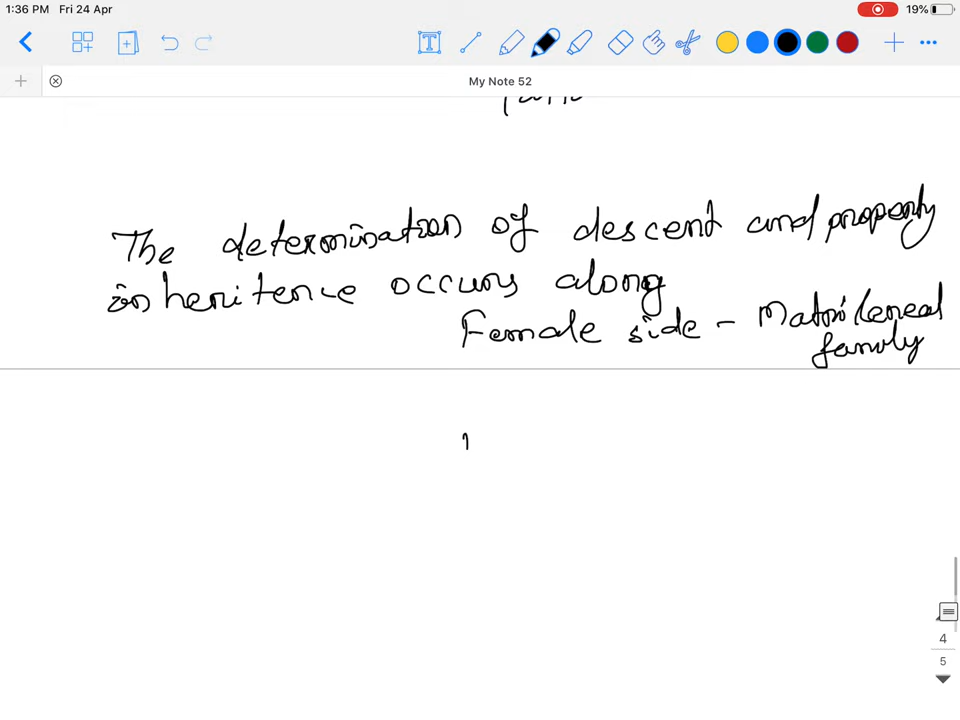 1:36 PM Fri 24 Apr
19%
My Note 52
The determination of descent and property
inheritence occurs along
Female side - Matrileneal
family
4
5